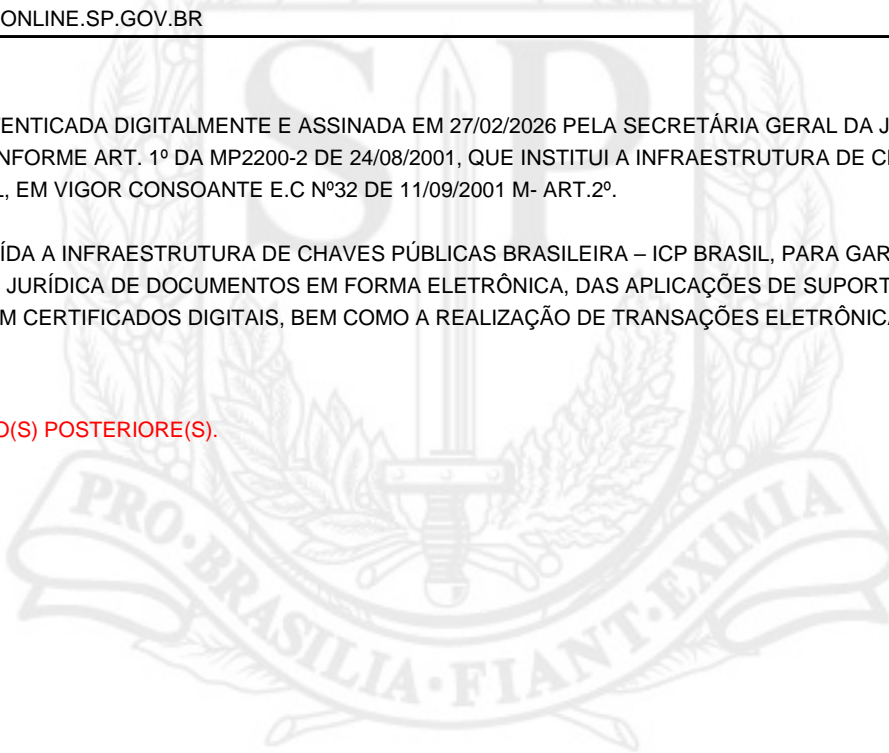 ONLINE.SP.GOV.BR
TENTICADA DIGITALMENTE E ASSINADA EM 27/02/2026 PELA SECRETÁRIA GERAL DA J
NFORME ART. 1º DA MP2200-2 DE 24/08/2001, QUE INSTITUI A INFRAESTRUTURA DE C
L, EM VIGOR CONSOANTE E.C Nº32 DE 11/09/2001 M- ART.2º.
ÍDA A INFRAESTRUTURA DE CHAVES PÚBLICAS BRASILEIRA – ICP BRASIL, PARA GAR
JURÍDICA DE DOCUMENTOS EM FORMA ELETRÔNICA, DAS APLICAÇÕES DE SUPORT
M CERTIFICADOS DIGITAIS, BEM COMO A REALIZAÇÃO DE TRANSAÇÕES ELETRÔNICA
O(S) POSTERIORE(S).
SP
PRO·BRASILIA·FIANT·EXIMIA